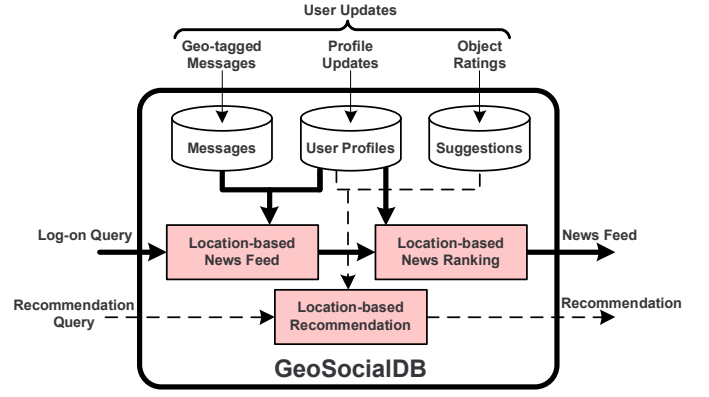 User Updates
Geo-tagged
Messages
Profile
Updates
Object
Ratings
Messages
User Profiles
Suggestions
Log-on Query
Location-based
News Feed
Location-based
News Ranking
News Feed
Recommendation
Query
Location-based
Recommendation
Recommendation
GeoSocialDB